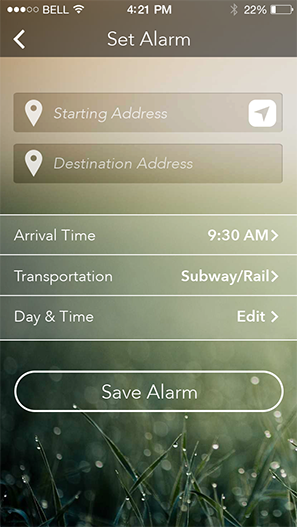 BELL 4:21 PM 22%
Set Alarm
Starting Address
Destination Address
Arrival Time 9:30 AM
Transportation Subway/Rail
Day & Time Edit
Save Alarm